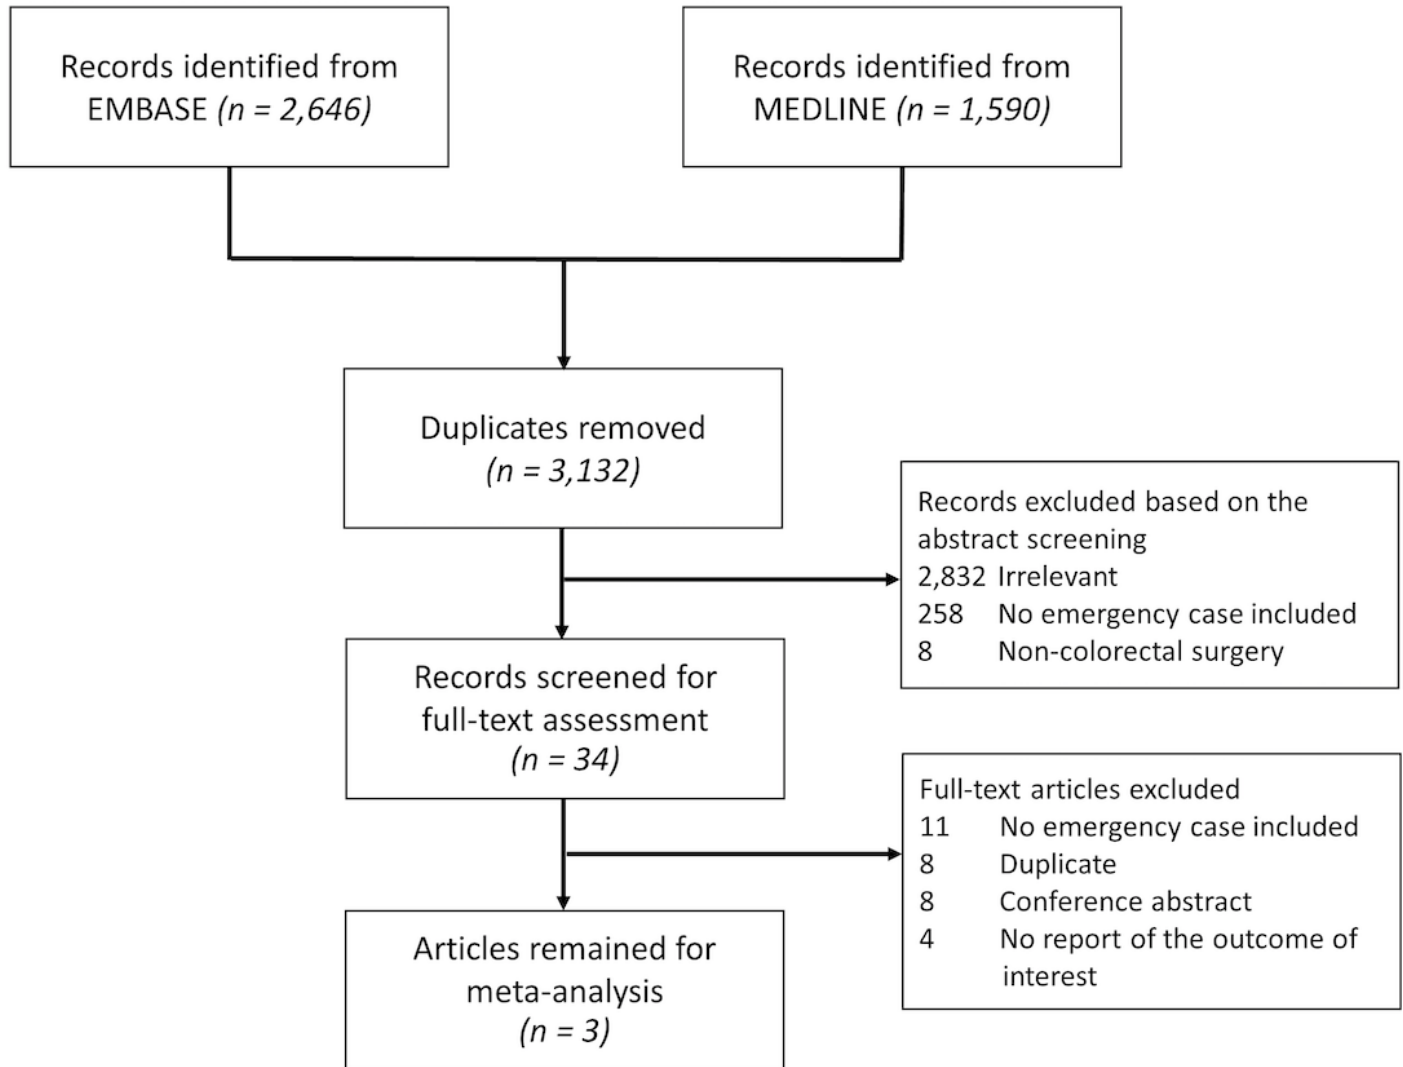 Records identified from
EMBASE (n = 2,646)
Records identified from
MEDLINE (n = 1,590)
Duplicates removed
(n = 3,132)
Records excluded based on the
abstract screening
2,832 Irrelevant
258 No emergency case included
8 Non-colorectal surgery
Records screened for
full-text assessment
(n = 34)
Full-text articles excluded
11 No emergency case included
8 Duplicate
8 Conference abstract
4 No report of the outcome of
interest
Articles remained for
meta-analysis
(n = 3)